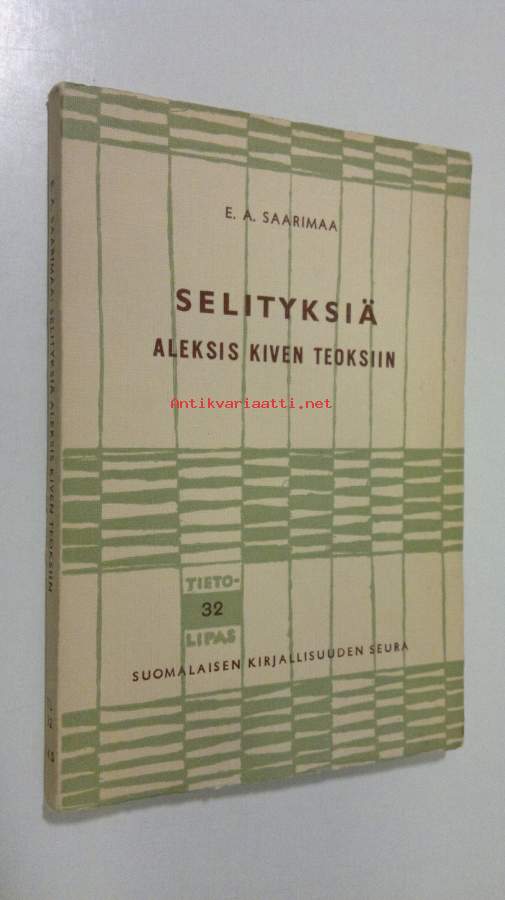 E. A. SAARIMAA
SELITYKSIÄ
ALEKSIS KIVEN TEOKSIIN
Antikvariaatti.net
TIETO-
32
LIPAS
SUOMALAISEN KIRJALLISUUDEN SEURA
E. A. SAARIMAA: SELITYKSIÄ ALEKSIS KIVEN TEOKSIIN